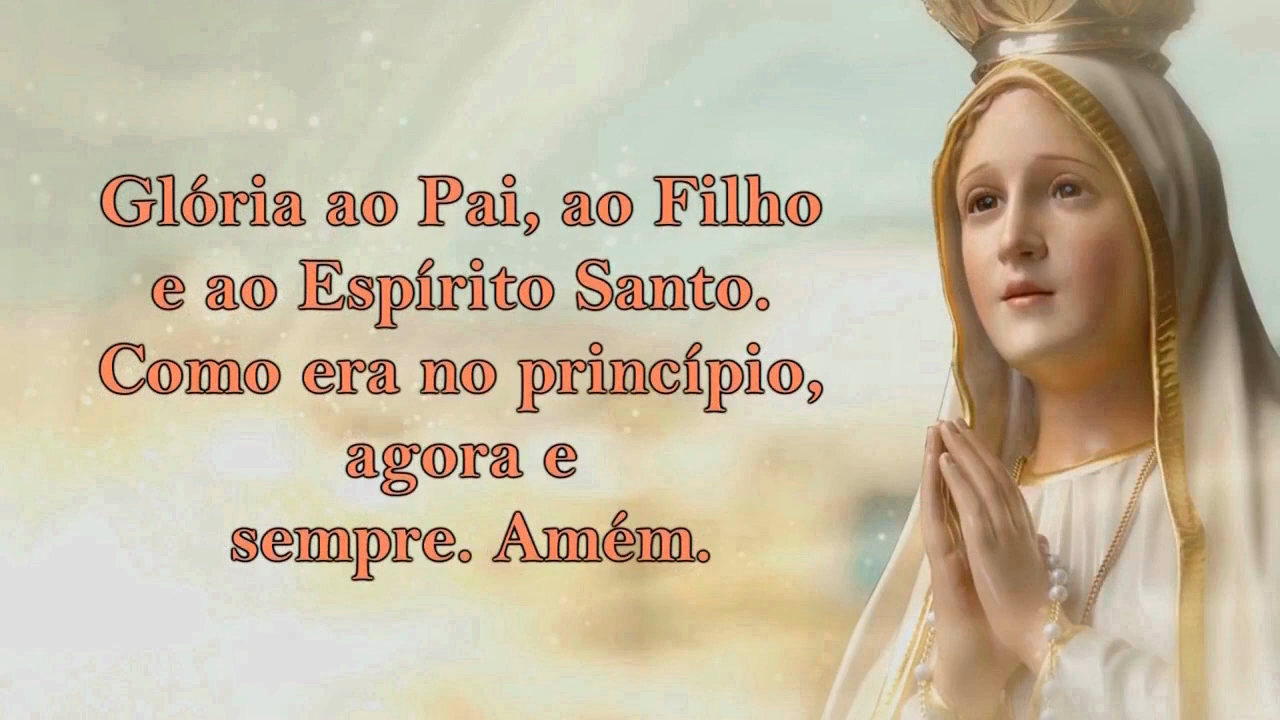 Glória ao Pai, ao Filho
e ao Espírito Santo.
Como era no princípio,
agora e
sempre. Amém.